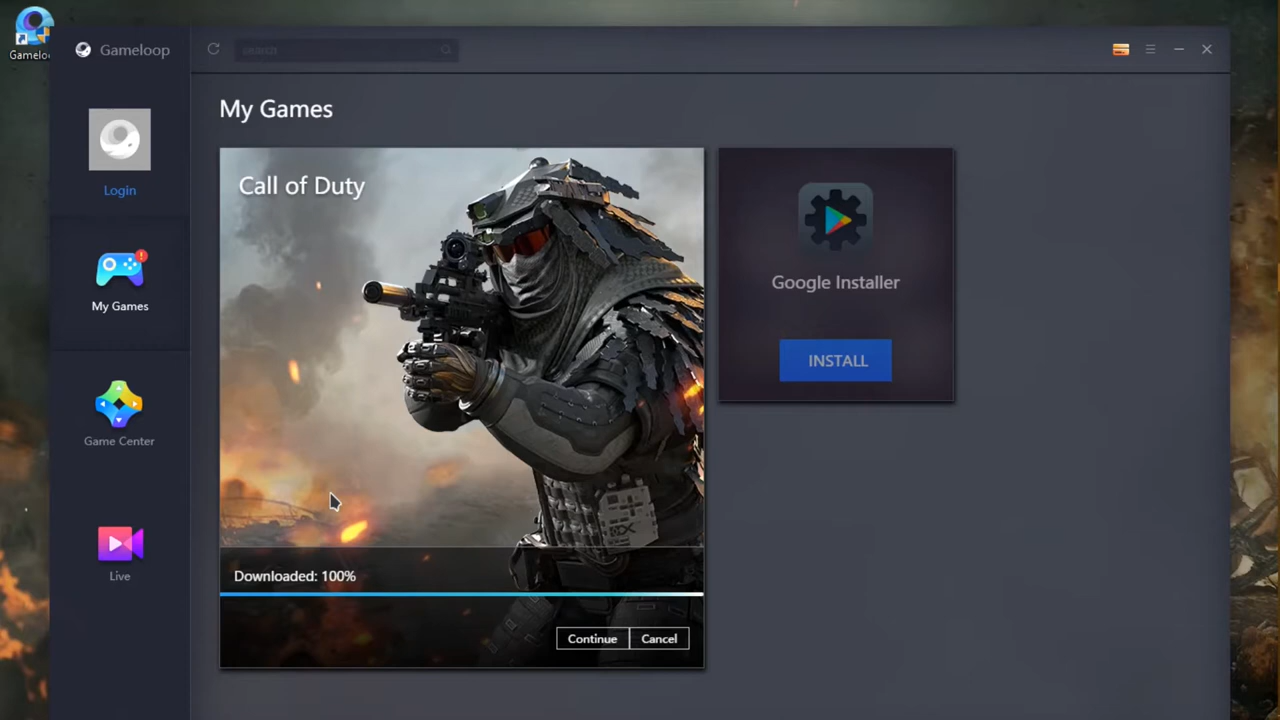 Gameloop
search
My Games
Call of Duty
Login
Google Installer
My Games
INSTALL
Game Center
Live
Downloaded: 100%
Continue
Cancel